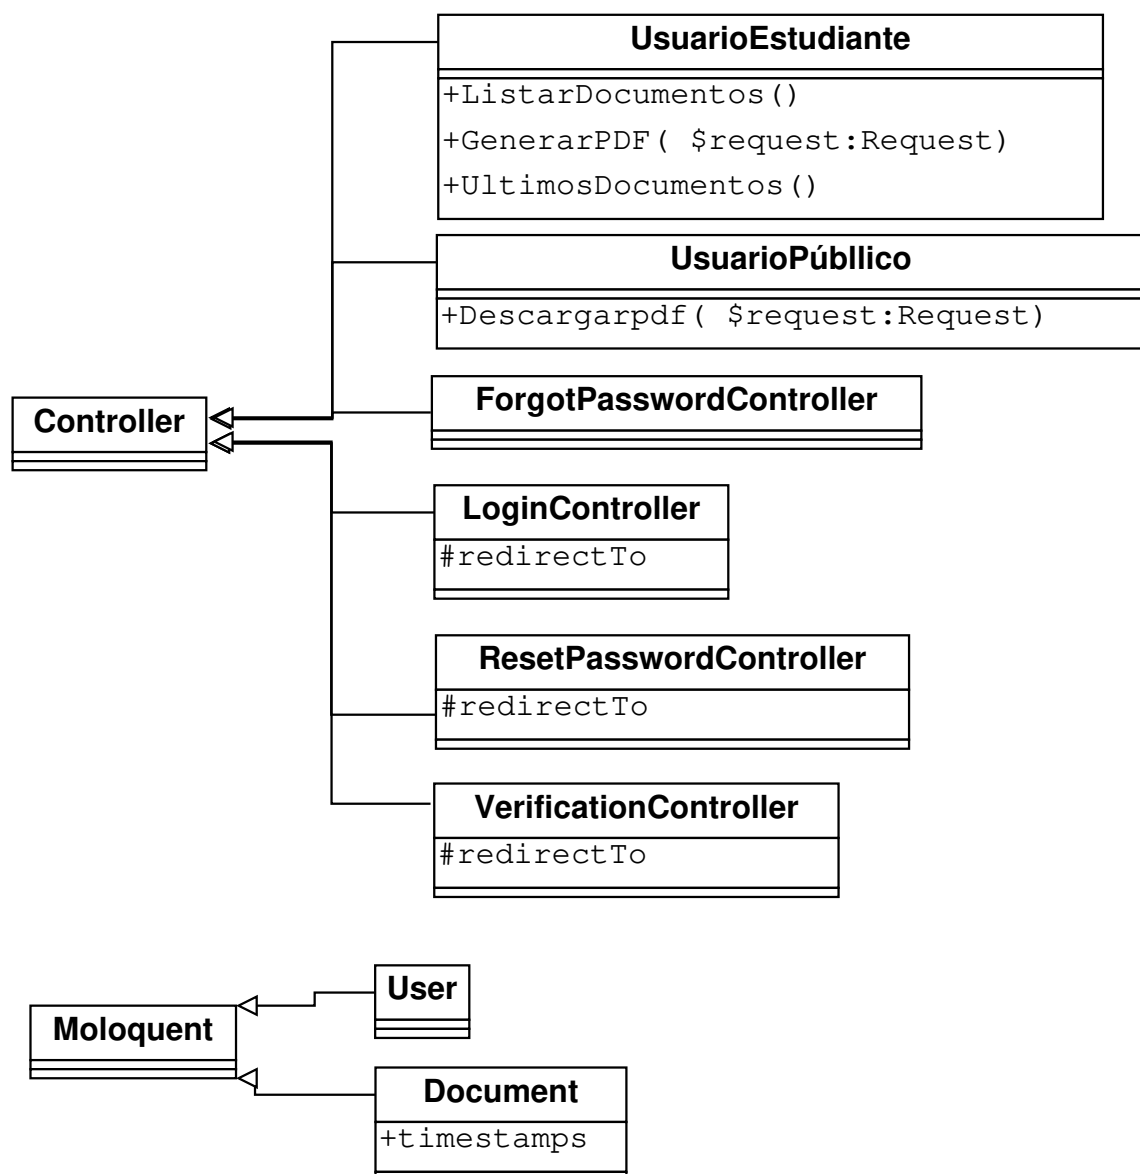 UsuarioEstudiante
+ListarDocumentos()
+GenerarPDF( $request:Request)
+UltimosDocumentos()
UsuarioPúbllico
+Descargarpdf( $request:Request)
Controller
ForgotPasswordController
LoginController
#redirectTo
ResetPasswordController
#redirectTo
VerificationController
#redirectTo
User
Moloquent
Document
+timestamps